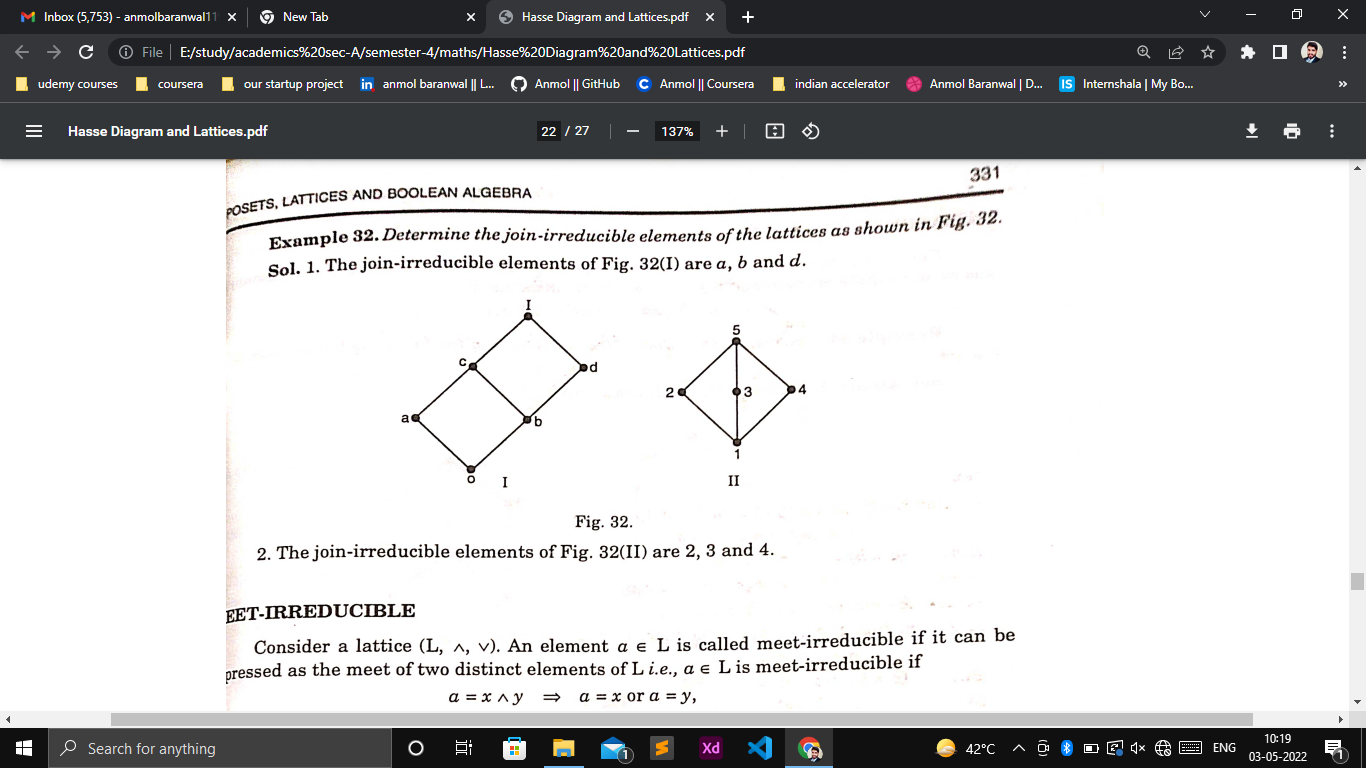 Inbox (5,753) - anmolbaranwal11
New Tab
Hasse Diagram and Lattices.pdf
File | E:/study/academics%20sec-A/semester-4/maths/Hasse%20Diagram%20and%20Lattices.pdf
udemy courses
coursera
our startup project
in anmol baranwal || L...
Anmol || GitHub
C Anmol || Coursera
indian accelerator
Anmol Baranwal | D...
IS Internshala | My Bo...
»
Hasse Diagram and Lattices.pdf
22 / 27
137%
331
POSETS, LATTICES AND BOOLEAN ALGEBRA
Example 32. Determine the join-irreducible elements of the lattices as shown in Fig. 32.
Sol. 1. The join-irreducible elements of Fig. 32(I) are a, b and d.
I
c
d
a
b
o
I
5
2
3
4
1
II
Fig. 32.
2. The join-irreducible elements of Fig. 32(II) are 2, 3 and 4.
EET-IRREDUCIBLE
Consider a lattice (L, ∧, ∨). An element a ∈ L is called meet-irreducible if it can be
pressed as the meet of two distinct elements of L i.e., a ∈ L is meet-irreducible if
a = x ∧ y ⇒ a = x or a = y,
Search for anything
1
Xd
42°C
ENG
10:19
03-05-2022
1